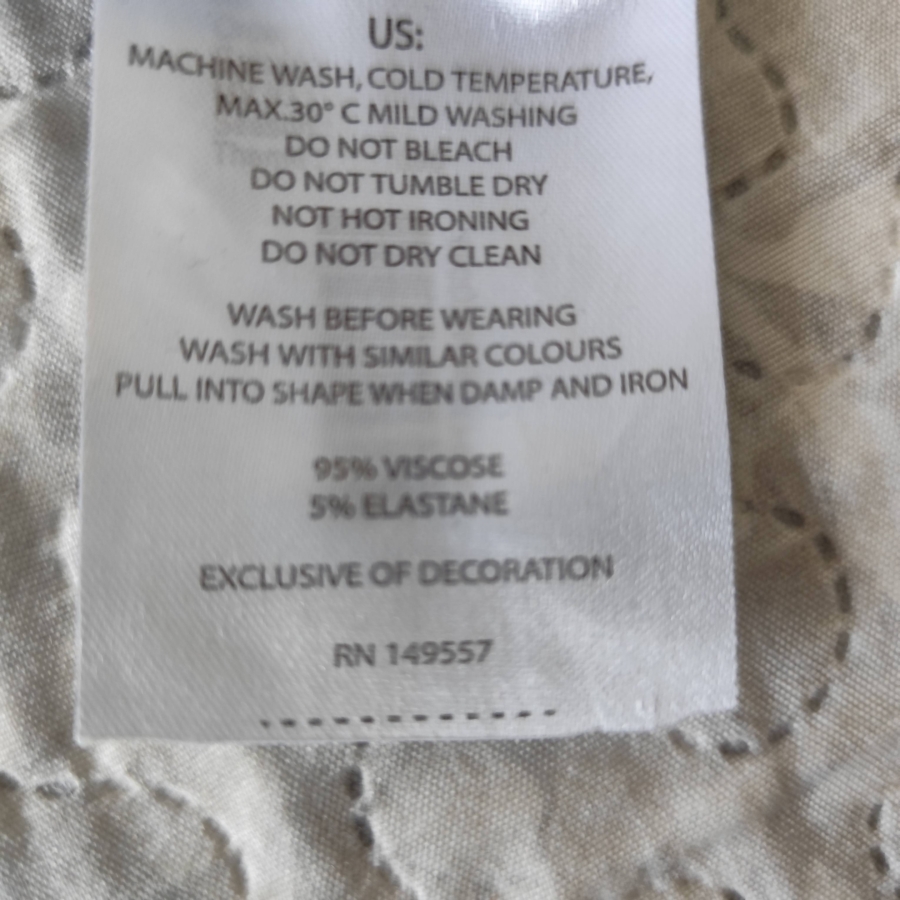 US:
MACHINE WASH, COLD TEMPERATURE,
MAX.30° C MILD WASHING
DO NOT BLEACH
DO NOT TUMBLE DRY
NOT HOT IRONING
DO NOT DRY CLEAN
WASH BEFORE WEARING
WASH WITH SIMILAR COLOURS
PULL INTO SHAPE WHEN DAMP AND IRON
95% VISCOSE
5% ELASTANE
EXCLUSIVE OF DECORATION
RN 149557